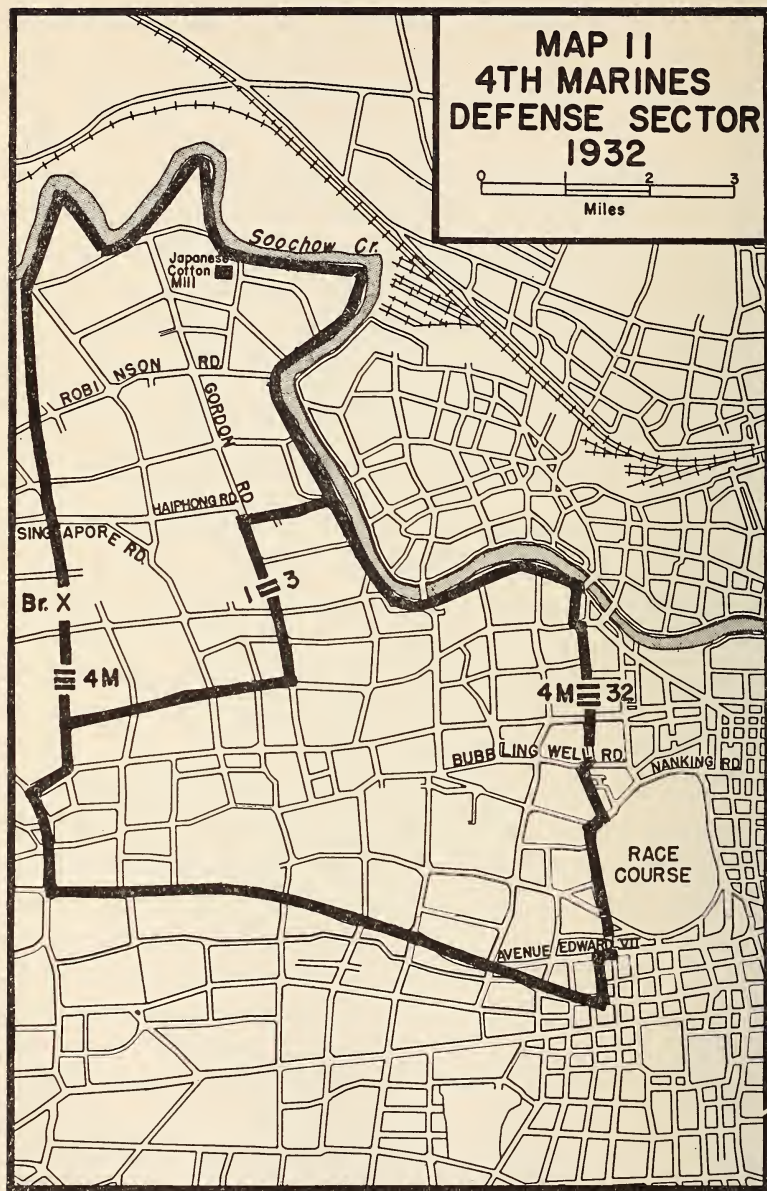 MAP 11
4TH MARINES
DEFENSE SECTOR
1932
0 1 2 3
Miles
Soochow Cr.
Japanese
Cotton
Mill
ROBINSON RD
GORDON RD
HAIPHONG RD
SINGAPORE RD.
1 3
Br. X
4M
4M 32
BUBBLING WELL RD.
NANKING RD
RACE
COURSE
AVENUE EDWARD VII